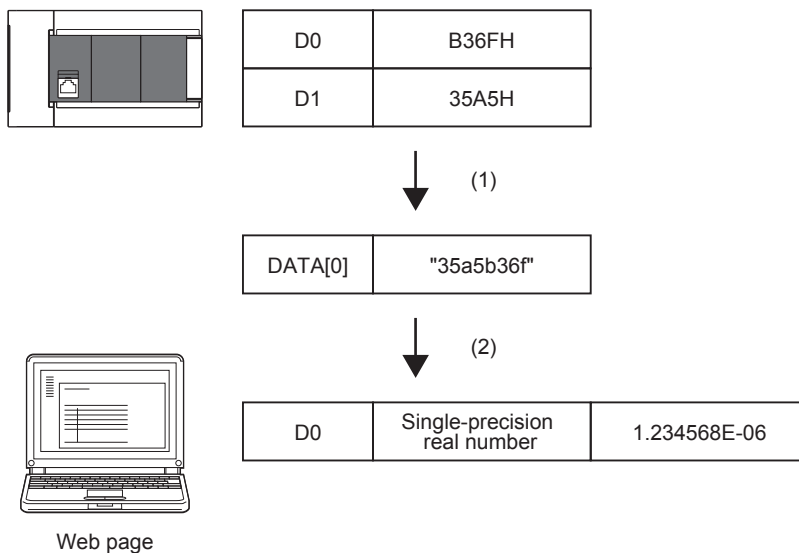 D0 B36FH
D1 35A5H
(1)
DATA[0] "35a5b36f"
(2)
D0 Single-precision real number 1.234568E-06
Web page